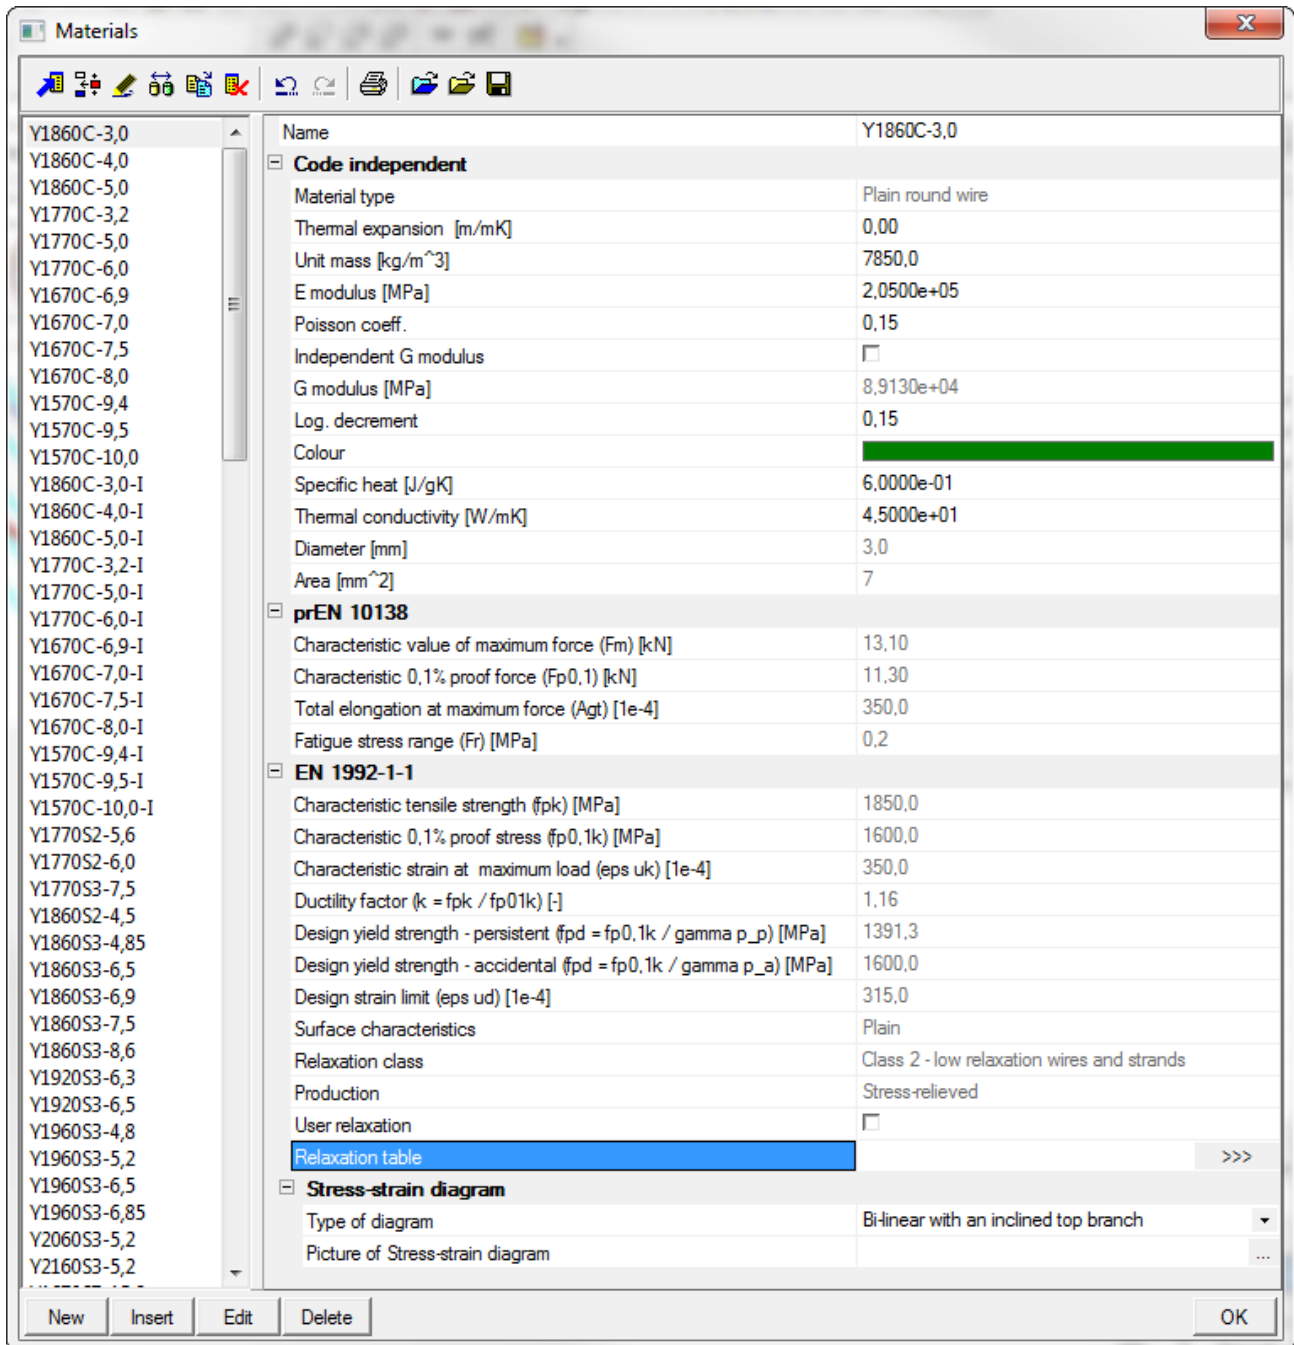 Materials
Y1860C-3,0
Y1860C-4,0
Y1860C-5,0
Y1770C-3,2
Y1770C-5,0
Y1770C-6,0
Y1670C-6,9
Y1670C-7,0
Y1670C-7,5
Y1670C-8,0
Y1570C-9,4
Y1570C-9,5
Y1570C-10,0
Y1860C-3,0-I
Y1860C-4,0-I
Y1860C-5,0-I
Y1770C-3,2-I
Y1770C-5,0-I
Y1770C-6,0-I
Y1670C-6,9-I
Y1670C-7,0-I
Y1670C-7,5-I
Y1670C-8,0-I
Y1570C-9,4-I
Y1570C-9,5-I
Y1570C-10,0-I
Y1770S2-5,6
Y1770S2-6,0
Y1770S3-7,5
Y1860S2-4,5
Y1860S3-4,85
Y1860S3-6,5
Y1860S3-6,9
Y1860S3-7,5
Y1860S3-8,6
Y1920S3-6,3
Y1920S3-6,5
Y1960S3-4,8
Y1960S3-5,2
Y1960S3-6,5
Y1960S3-6,85
Y2060S3-5,2
Y2160S3-5,2
Name Y1860C-3,0
Code independent
Material type Plain round wire
Thermal expansion [m/mK] 0,00
Unit mass [kg/m^3] 7850,0
E modulus [MPa] 2,0500e+05
Poisson coeff. 0,15
Independent G modulus
G modulus [MPa] 8,9130e+04
Log. decrement 0,15
Colour
Specific heat [J/gK] 6,0000e-01
Thermal conductivity [W/mK] 4,5000e+01
Diameter [mm] 3,0
Area [mm^2] 7
prEN 10138
Characteristic value of maximum force (Fm) [kN] 13,10
Characteristic 0,1% proof force (Fp0,1) [kN] 11,30
Total elongation at maximum force (Agt) [1e-4] 350,0
Fatigue stress range (Fr) [MPa] 0,2
EN 1992-1-1
Characteristic tensile strength (fpk) [MPa] 1850,0
Characteristic 0,1% proof stress (fp0,1k) [MPa] 1600,0
Characteristic strain at maximum load (eps uk) [1e-4] 350,0
Ductility factor (k = fpk / fp01k) [-] 1,16
Design yield strength - persistent (fpd = fp0,1k / gamma p_p) [MPa] 1391,3
Design yield strength - accidental (fpd = fp0,1k / gamma p_a) [MPa] 1600,0
Design strain limit (eps ud) [1e-4] 315,0
Surface characteristics Plain
Relaxation class Class 2 - low relaxation wires and strands
Production Stress-relieved
User relaxation
Relaxation table >>>
Stress-strain diagram
Type of diagram Bi-linear with an inclined top branch
Picture of Stress-strain diagram ...
New Insert Edit Delete OK